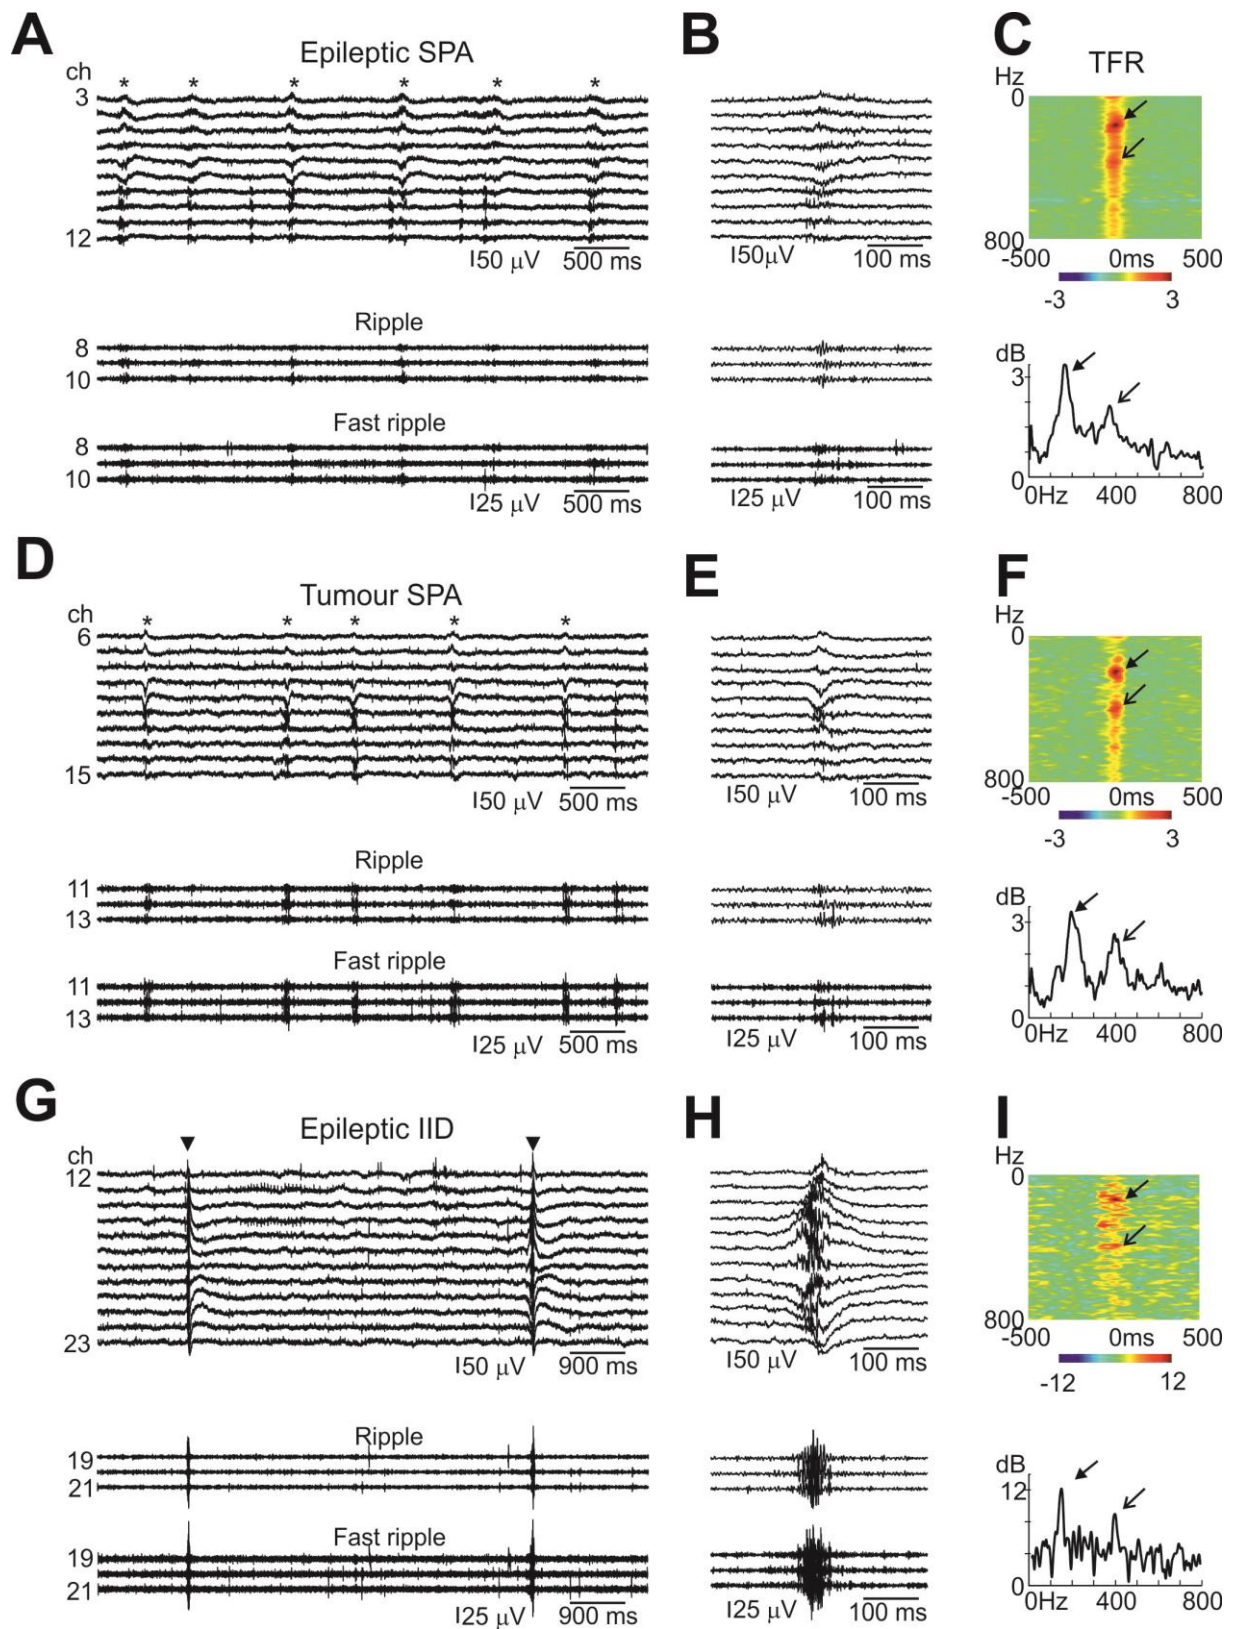 A
B
C
Epileptic SPA
TFR
ch
Hz
3
* * * * * *
0
12
800
I50 µV 500 ms
I50µV 100 ms
-500 0ms 500
-3 3
Ripple
8
10
dB
3
Fast ripple
8
10
0
I25 µV 500 ms
I25 µV 100 ms
0Hz 400 800
D
E
F
Tumour SPA
ch
Hz
6
* * * * *
0
15
800
I50 µV 500 ms
I50 µV 100 ms
-500 0ms 500
-3 3
Ripple
11
13
dB
3
Fast ripple
11
13
0
I25 µV 500 ms
I25 µV 100 ms
0Hz 400 800
G
H
I
Epileptic IID
ch
Hz
12
0
23
800
I50 µV 900 ms
I50 µV 100 ms
-500 0ms 500
-12 12
Ripple
19
21
dB
12
Fast ripple
19
21
0
I25 µV 900 ms
I25 µV 100 ms
0Hz 400 800